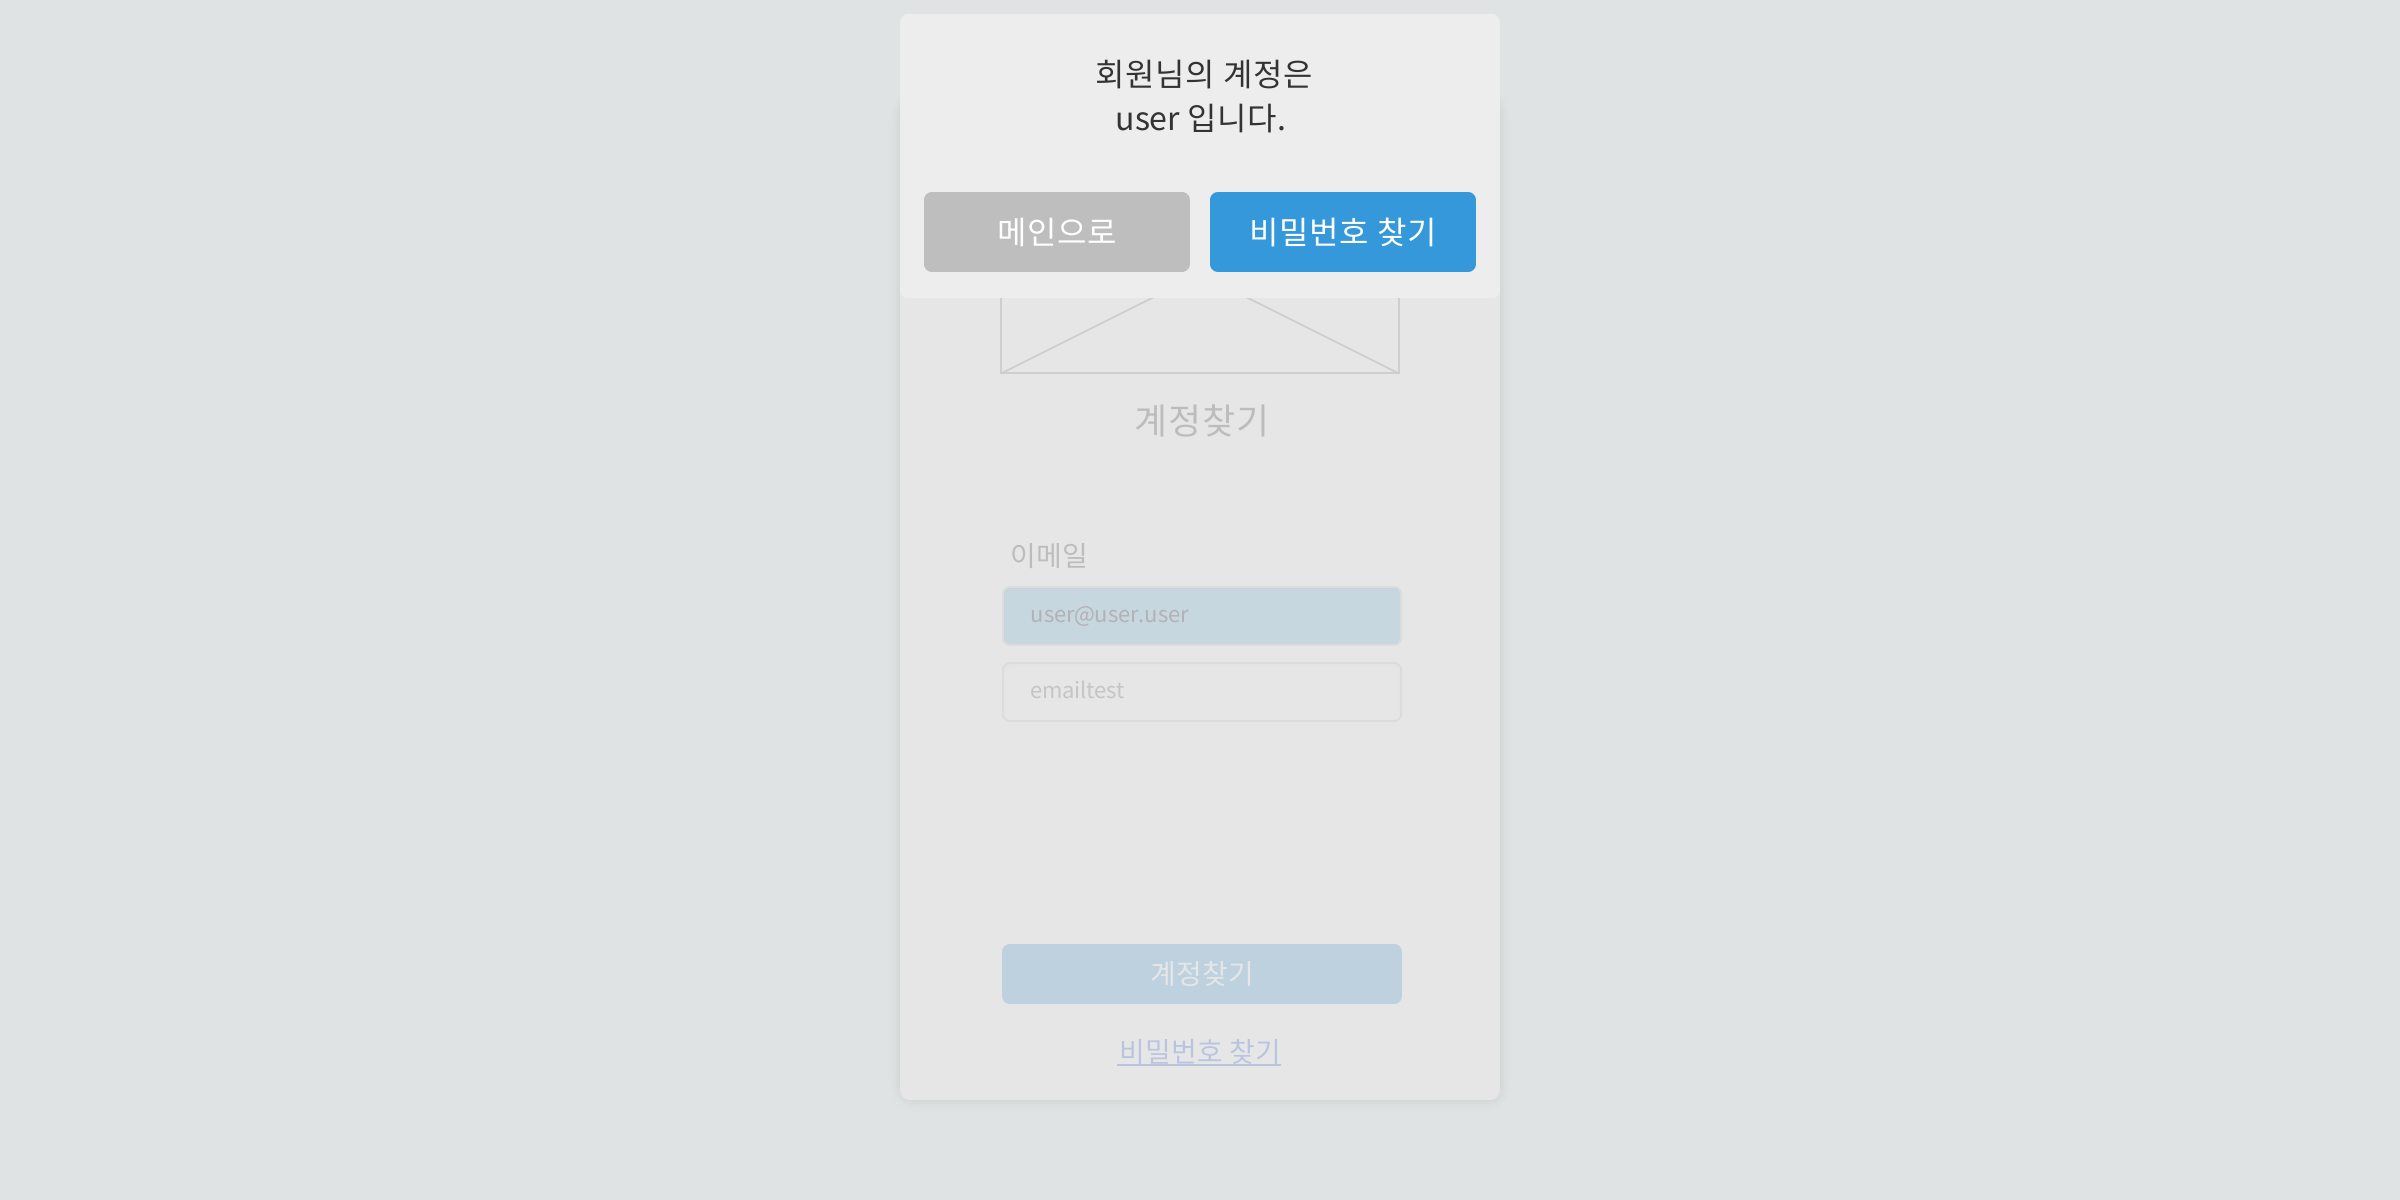 회원님의 계정은
user 입니다.
메인으로
비밀번호 찾기
계정찾기
이메일
user@user.user
emailtest
계정찾기
비밀번호 찾기